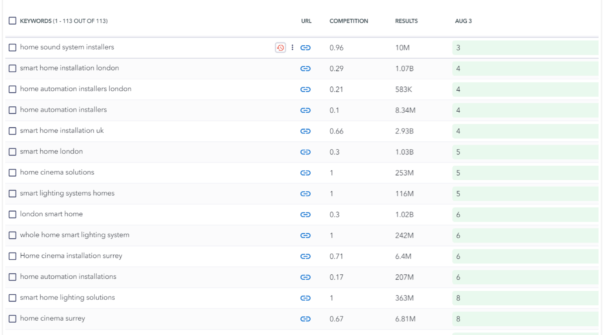 KEYWORDS (1 - 113 OUT OF 113) URL COMPETITION RESULTS AUG 3
home sound system installers 0.96 10M 3
smart home installation london 0.29 1.07B 4
home automation installers london 0.21 583K 4
home automation installers 0.1 8.34M 4
smart home installation uk 0.66 2.93B 4
smart home london 0.3 1.03B 5
home cinema solutions 1 253M 5
smart lighting systems homes 1 116M 5
london smart home 0.3 1.02B 6
whole home smart lighting system 1 242M 6
Home cinema installation surrey 0.71 6.4M 6
home automation installations 0.17 207M 6
smart home lighting solutions 1 363M 8
home cinema surrey 0.67 6.81M 8